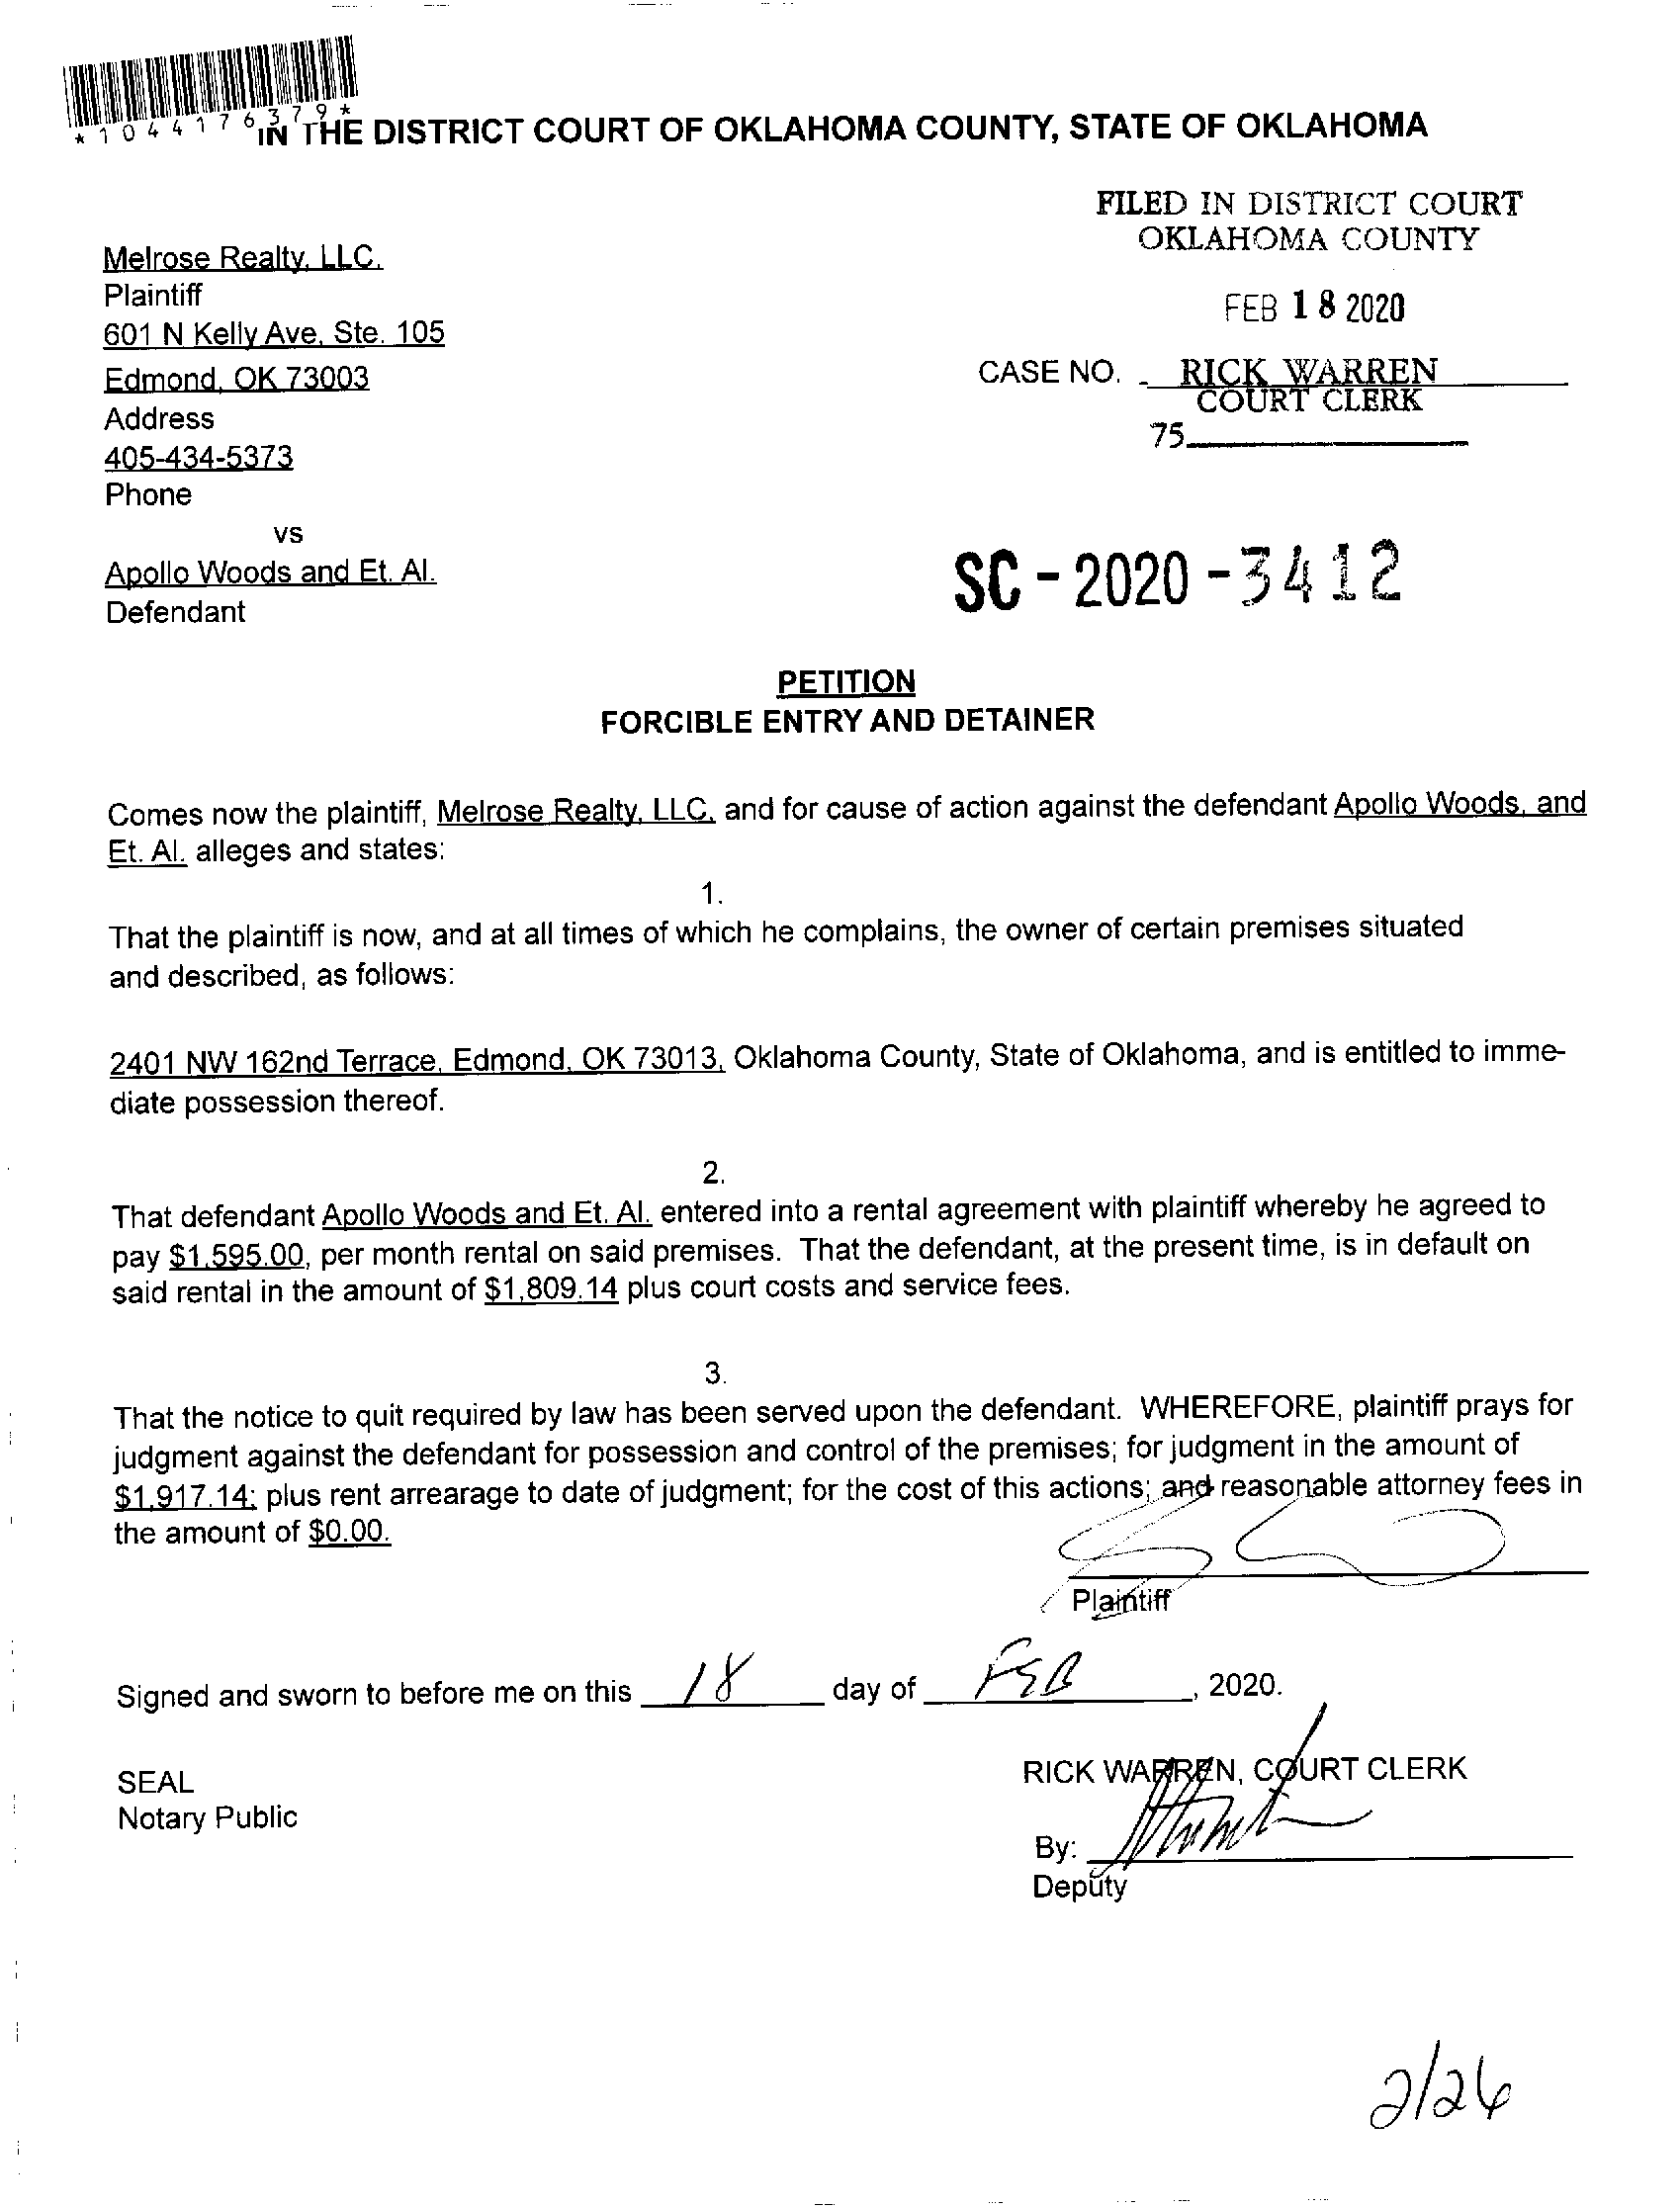 *1044176379*
IN THE DISTRICT COURT OF OKLAHOMA COUNTY, STATE OF OKLAHOMA
FILED IN DISTRICT COURT
OKLAHOMA COUNTY
FEB 18 2020
RICK WARREN
COURT CLERK
75
Melrose Realty, LLC.
Plaintiff
601 N Kelly Ave, Ste. 105
Edmond, OK 73003
Address
405-434-5373
Phone
CASE NO.
vs
Apollo Woods and Et. Al.
Defendant
SC-2020-3412
PETITION
FORCIBLE ENTRY AND DETAINER
Comes now the plaintiff, Melrose Realty, LLC, and for cause of action against the defendant Apollo Woods, and
Et. Al. alleges and states:
1.
That the plaintiff is now, and at all times of which he complains, the owner of certain premises situated
and described, as follows:
2401 NW 162nd Terrace, Edmond, OK 73013, Oklahoma County, State of Oklahoma, and is entitled to imme-
diate possession thereof.
2.
That defendant Apollo Woods and Et. Al. entered into a rental agreement with plaintiff whereby he agreed to
pay $1,595.00, per month rental on said premises. That the defendant, at the present time, is in default on
said rental in the amount of $1,809.14 plus court costs and service fees.
3.
That the notice to quit required by law has been served upon the defendant. WHEREFORE, plaintiff prays for
judgment against the defendant for possession and control of the premises; for judgment in the amount of
$1,917.14; plus rent arrearage to date of judgment; for the cost of this actions; and reasonable attorney fees in
the amount of $0.00.
Plaintiff
Signed and sworn to before me on this 18 day of FEB, 2020.
SEAL
Notary Public
RICK WARREN, COURT CLERK
By:
Deputy
2/26